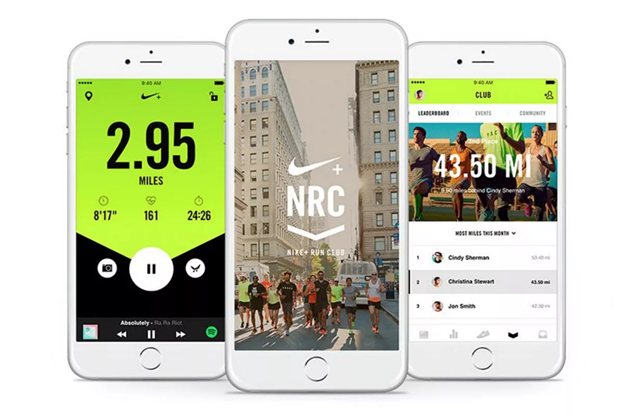 9:40 AM
2.95
MILES
8'17"
161
24:26
Absolutely - Ra Ra Riot
NRC
NIKE+ RUN CLUB
9:40 AM
CLUB
LEADERBOARD EVENTS COMMUNITY
2nd Place
43.50 MI
9.90 miles behind Cindy Sherman
MOST MILES THIS MONTH
1 Cindy Sherman 53.40 mi
2 Christina Stewart 43.50 mi
3 Jon Smith 42.30 mi